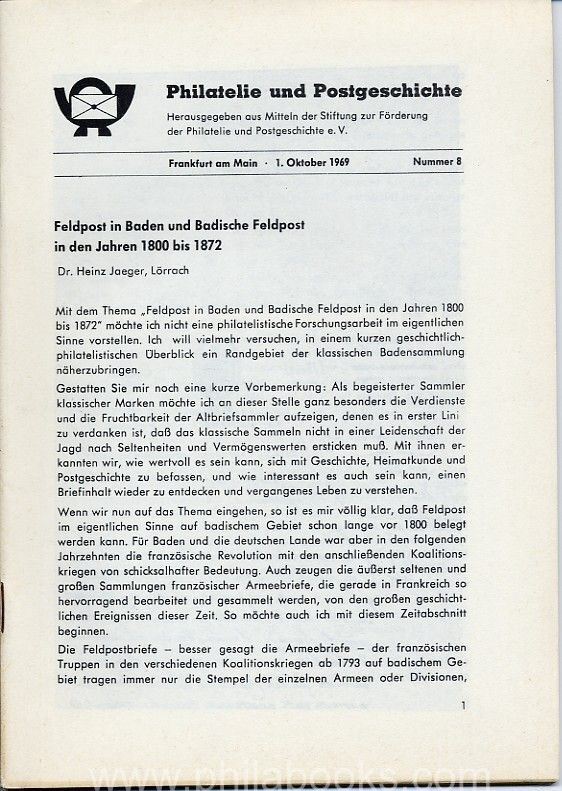 Philatelie und Postgeschichte
Herausgegeben aus Mitteln der Stiftung zur Förderung
der Philatelie und Postgeschichte e. V.
Frankfurt am Main · 1. Oktober 1969 Nummer 8
Feldpost in Baden und Badische Feldpost
in den Jahren 1800 bis 1872
Dr. Heinz Jaeger, Lörrach
Mit dem Thema „Feldpost in Baden und Badische Feldpost in den Jahren 1800
bis 1872" möchte ich nicht eine philatelistische Forschungsarbeit im eigentlichen
Sinne vorstellen. Ich will vielmehr versuchen, in einem kurzen geschichtlich-
philatelistischen Überblick ein Randgebiet der klassischen Badensammlung
näherzubringen.
Gestatten Sie mir noch eine kurze Vorbemerkung: Als begeisterter Sammler
klassischer Marken möchte ich an dieser Stelle ganz besonders die Verdienste
und die Fruchtbarkeit der Altbriefsammler aufzeigen, denen es in erster Lini
zu verdanken ist, daß das klassische Sammeln nicht in einer Leidenschaft der
Jagd nach Seltenheiten und Vermögenswerten ersticken muß. Mit ihnen er-
kannten wir, wie wertvoll es sein kann, sich mit Geschichte, Heimatkunde und
Postgeschichte zu befassen, und wie interessant es auch sein kann, einen
Briefinhalt wieder zu entdecken und vergangenes Leben zu verstehen.
Wenn wir nun auf das Thema eingehen, so ist es mir völlig klar, daß Feldpost
im eigentlichen Sinne auf badischem Gebiet schon lange vor 1800 belegt
werden kann. Für Baden und die deutschen Lande war aber in den folgenden
Jahrzehnten die französische Revolution mit den anschließenden Koalitions-
kriegen von schicksalhafter Bedeutung. Auch zeugen die äußerst seltenen und
großen Sammlungen französischer Armeebriefe, die gerade in Frankreich so
hervorragend bearbeitet und gesammelt werden, von den großen geschicht-
lichen Ereignissen dieser Zeit. So möchte auch ich mit diesem Zeitabschnitt
beginnen.
Die Feldpostbriefe – besser gesagt die Armeebriefe – der französischen
Truppen in den verschiedenen Koalitionskriegen ab 1793 auf badischem Ge-
biet tragen immer nur die Stempel der einzelnen Armeen oder Divisionen,
1
www.philabooks.com